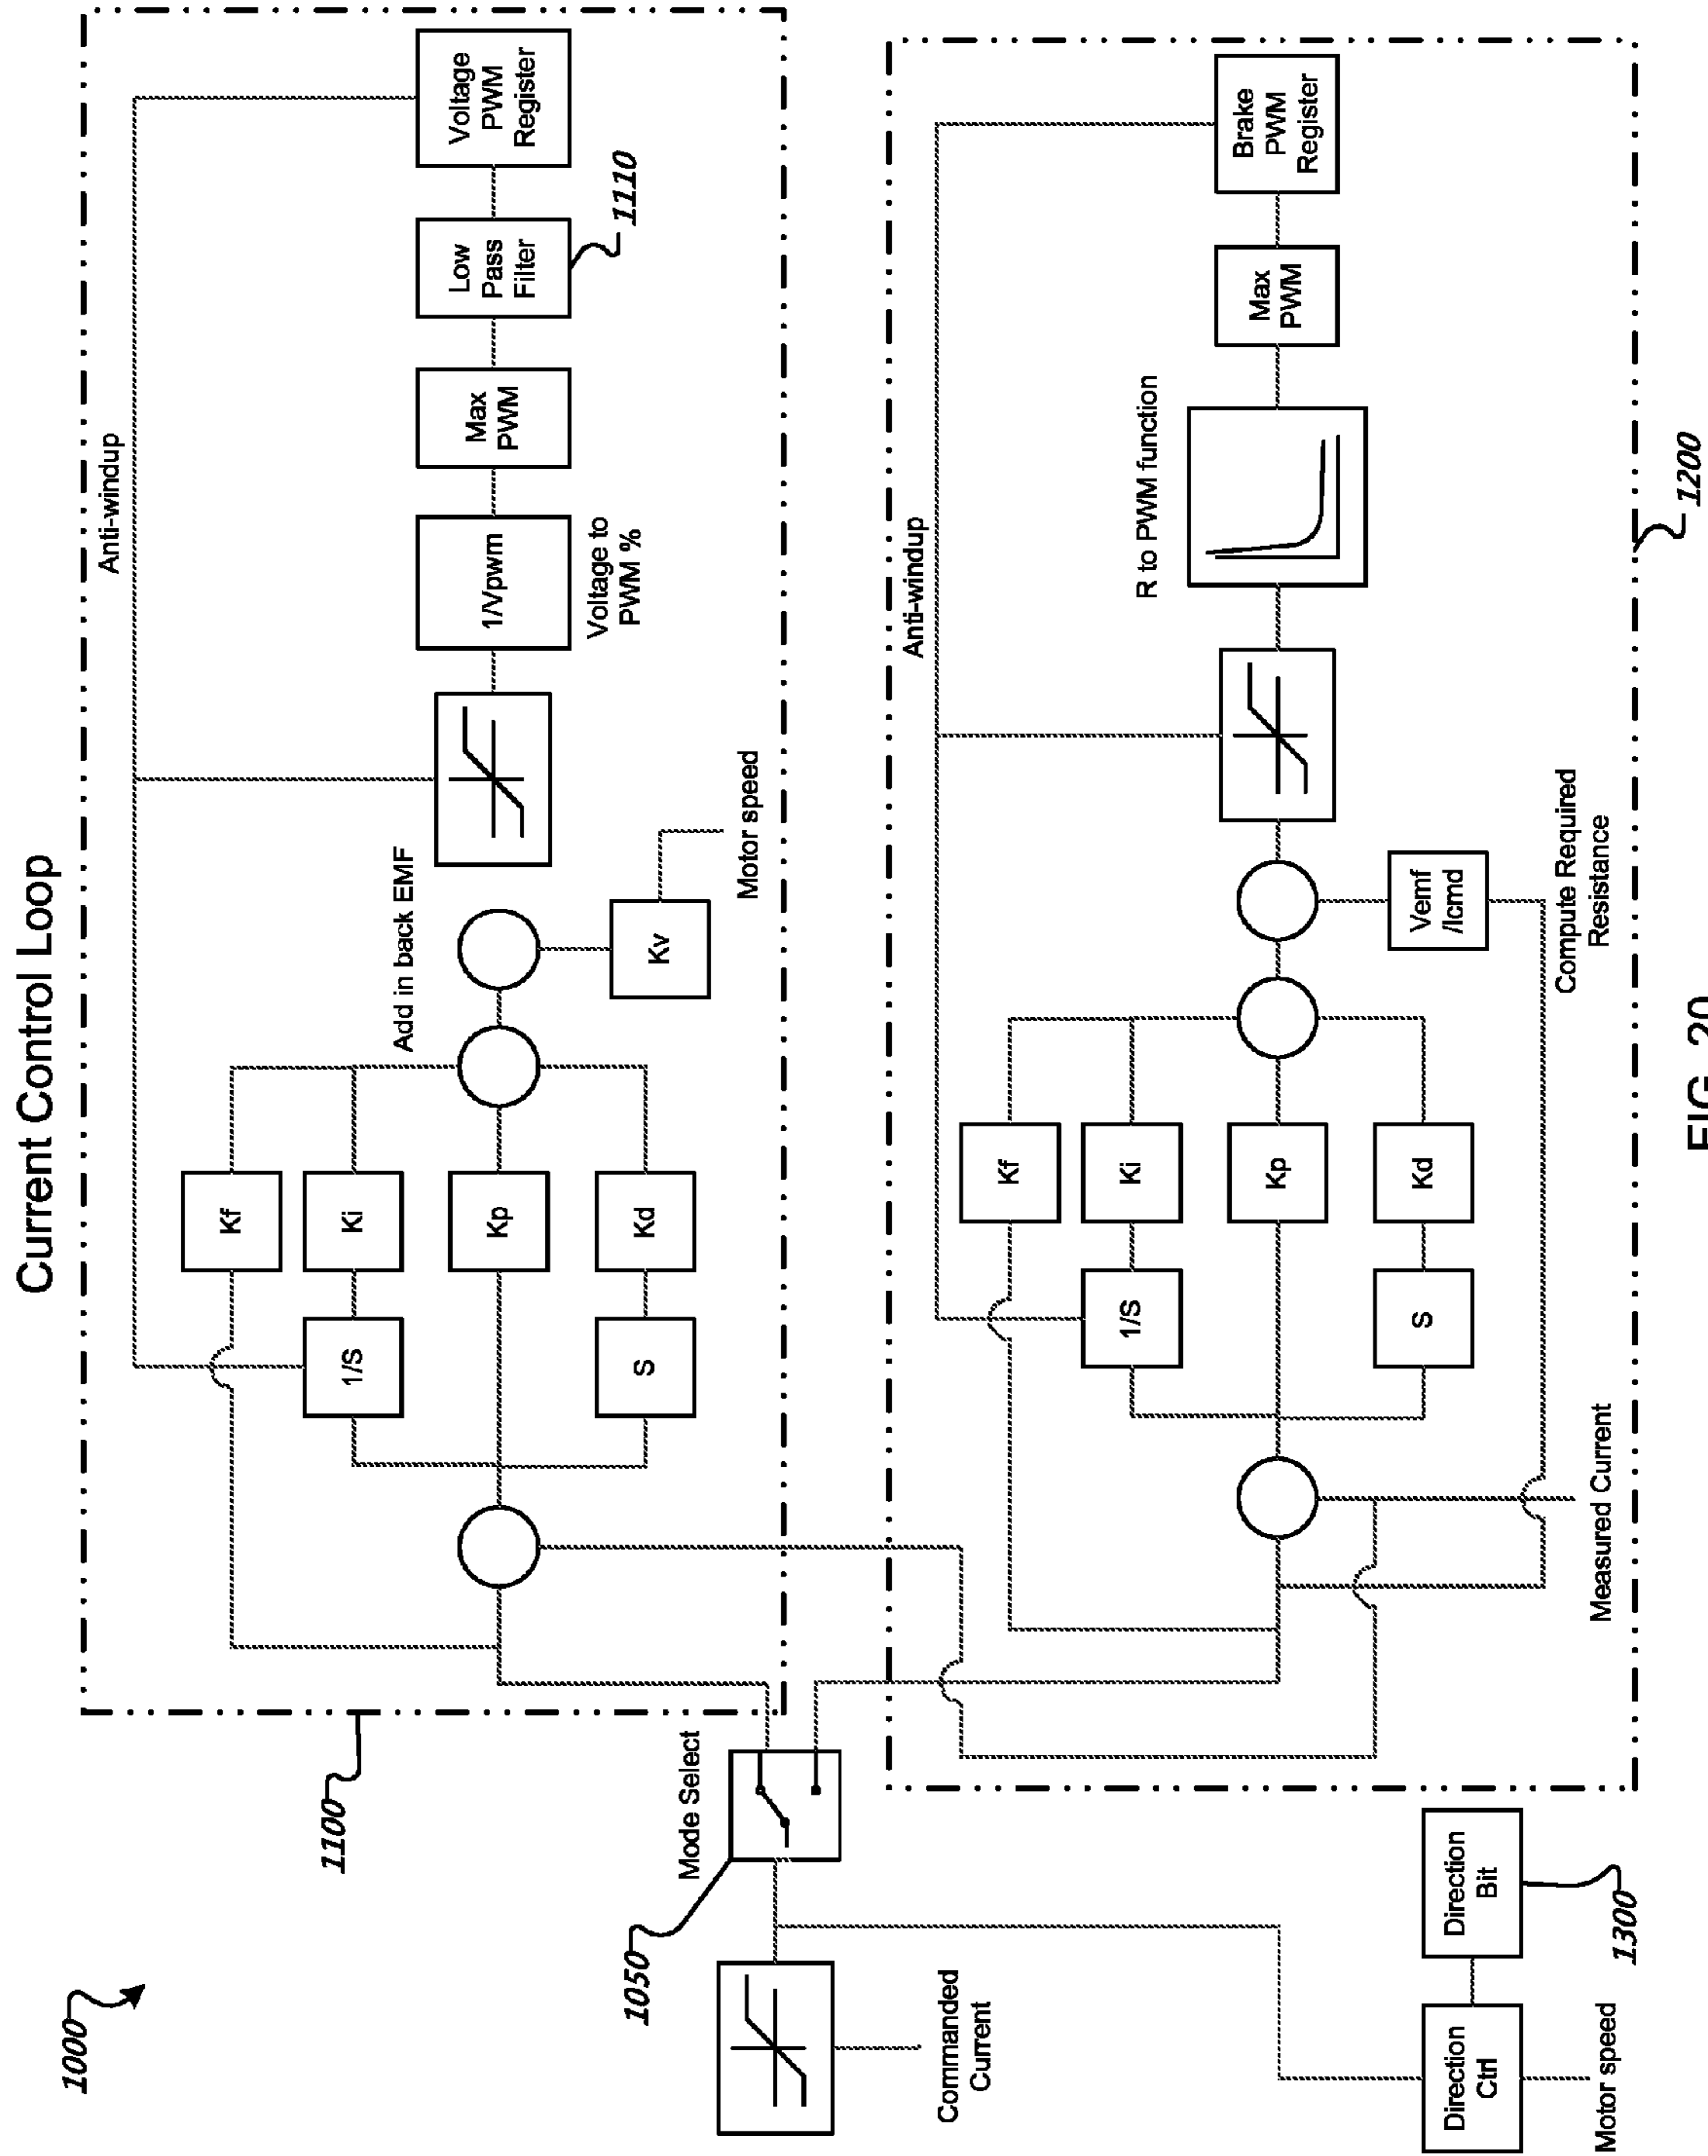 Current Control Loop
1000
1100
Anti-windup
Kf
Ki
1/S
Kp
Kd
S
Add in back EMF
Kv
Motor speed
1/Vpwm
Voltage to
PWM %
Max
PWM
Low
Pass
Filter
1110
Voltage
PWM
Register
Commanded
Current
1050
Mode Select
Anti-windup
Kf
Ki
1/S
Kp
Kd
S
Vemf
/Icmd
Compute Required
Resistance
R to PWM function
Max
PWM
Brake
PWM
Register
1200
Measured Current
Direction
Ctrl
Direction
Bit
1300
Motor speed